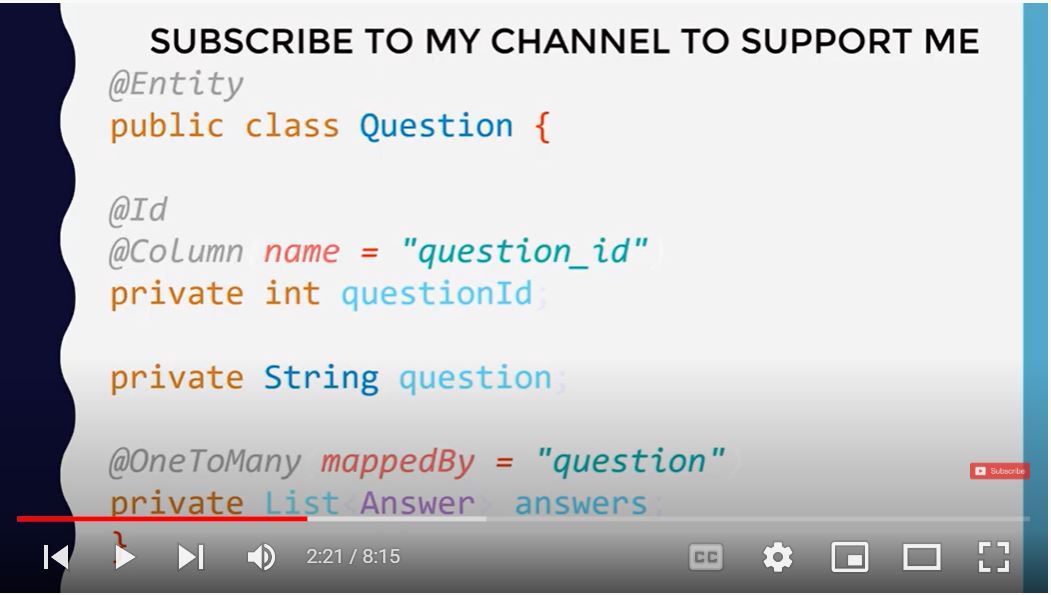 SUBSCRIBE TO MY CHANNEL TO SUPPORT ME
@Entity
public class Question {
@Id
@Column(name = "question_id")
private int questionId;
private String question;
@OneToMany(mappedBy = "question")
private List<Answer> answers;
}
Subscribe
2:21 / 8:15
CC